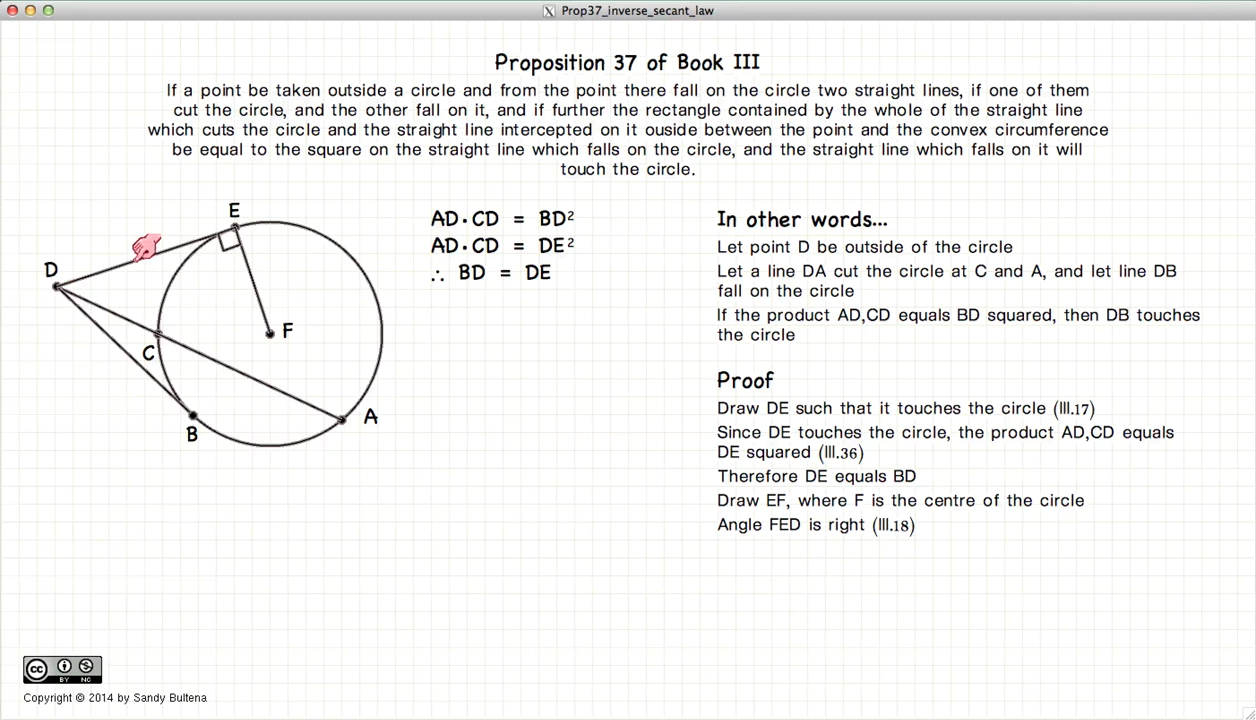 Prop37_inverse_secant_law
Proposition 37 of Book III
If a point be taken outside a circle and from the point there fall on the circle two straight lines, if one of them
cut the circle, and the other fall on it, and if further the rectangle contained by the whole of the straight line
which cuts the circle and the straight line intercepted on it ouside between the point and the convex circumference
be equal to the square on the straight line which falls on the circle, and the straight line which falls on it will
touch the circle.
E
D
F
C
A
B
AD·CD = BD²
AD·CD = DE²
∴ BD = DE
In other words...
Let point D be outside of the circle
Let a line DA cut the circle at C and A, and let line DB
fall on the circle
If the product AD,CD equals BD squared, then DB touches
the circle
Proof
Draw DE such that it touches the circle (III.17)
Since DE touches the circle, the product AD,CD equals
DE squared (III.36)
Therefore DE equals BD
Draw EF, where F is the centre of the circle
Angle FED is right (III.18)
cc
BY NC
Copyright © 2014 by Sandy Bultena